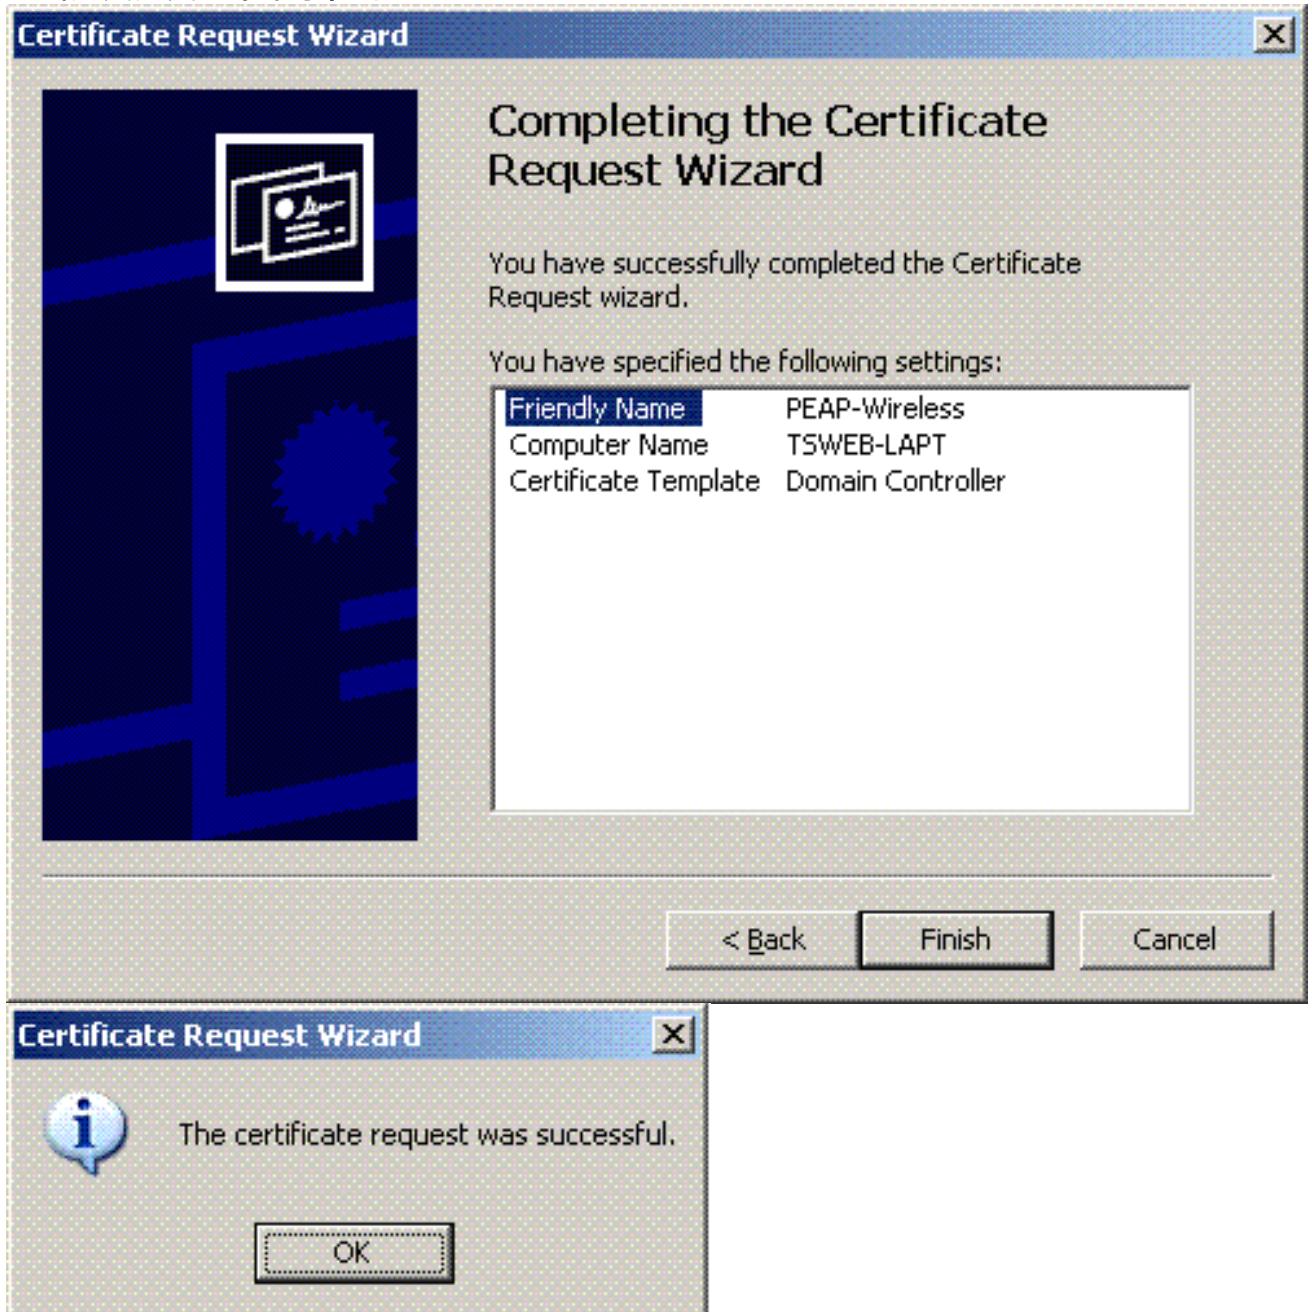 Certificate Request Wizard
Completing the Certificate
Request Wizard
You have successfully completed the Certificate
Request wizard.
You have specified the following settings:
Friendly Name PEAP-Wireless
Computer Name TSWEB-LAPT
Certificate Template Domain Controller
< Back Finish Cancel
Certificate Request Wizard
The certificate request was successful.
OK